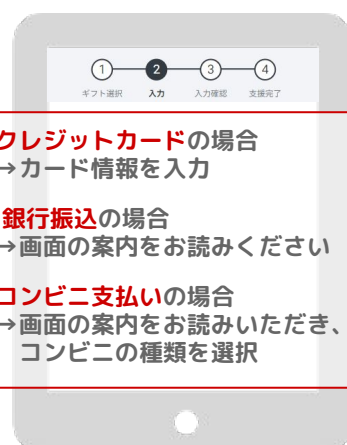 1 2 3 4
ギフト選択 入力 入力確認 支援完了
クレジットカードの場合
→カード情報を入力
銀行振込の場合
→画面の案内をお読みください
コンビニ支払いの場合
→画面の案内をお読みいただき、
コンビニの種類を選択